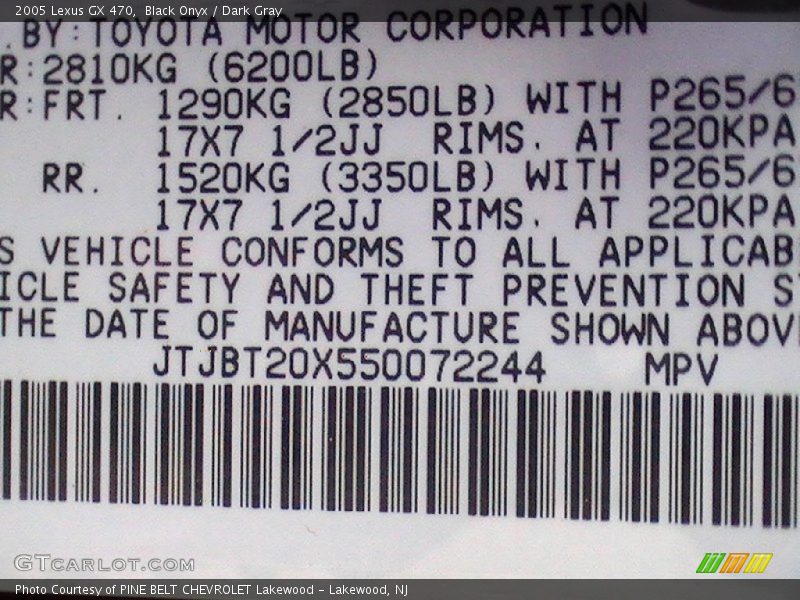 2005 Lexus GX 470, Black Onyx / Dark Gray
.BY:TOYOTA MOTOR CORPORATION
R:2810KG (6200LB)
R:FRT. 1290KG (2850LB) WITH P265/6
17X7 1/2JJ RIMS. AT 220KPA
RR. 1520KG (3350LB) WITH P265/6
17X7 1/2JJ RIMS. AT 220KPA
S VEHICLE CONFORMS TO ALL APPLICAB
ICLE SAFETY AND THEFT PREVENTION S
THE DATE OF MANUFACTURE SHOWN ABOV
JTJBT20X550072244 MPV
GTCARLOT.COM
Photo Courtesy of PINE BELT CHEVROLET Lakewood - Lakewood, NJ